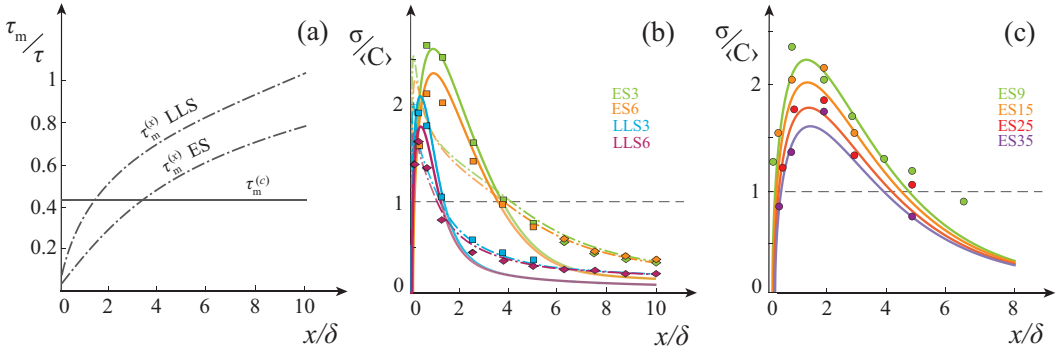 τm/τ
(a)
1
0.8
0.6
0.4
0.2
τm(x) LLS
τm(x) ES
τm(c)
0 2 4 6 8 10
x/δ
σ/⟨C⟩
(b)
2
1
0
ES3
ES6
LLS3
LLS6
0 2 4 6 8 10
x/δ
σ/⟨C⟩
(c)
2
1
0
ES9
ES15
ES25
ES35
0 2 4 6 8
x/δ